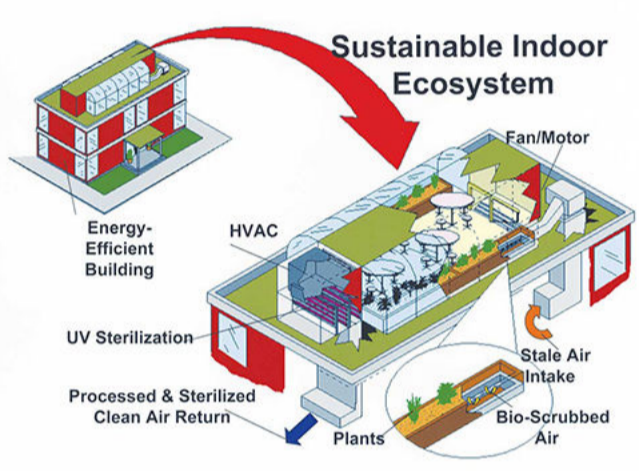 Sustainable Indoor
Ecosystem
Fan/Motor
Energy-
Efficient
Building
HVAC
UV Sterilization
Stale Air
Intake
Processed & Sterilized
Clean Air Return
Plants
Bio-Scrubbed
Air